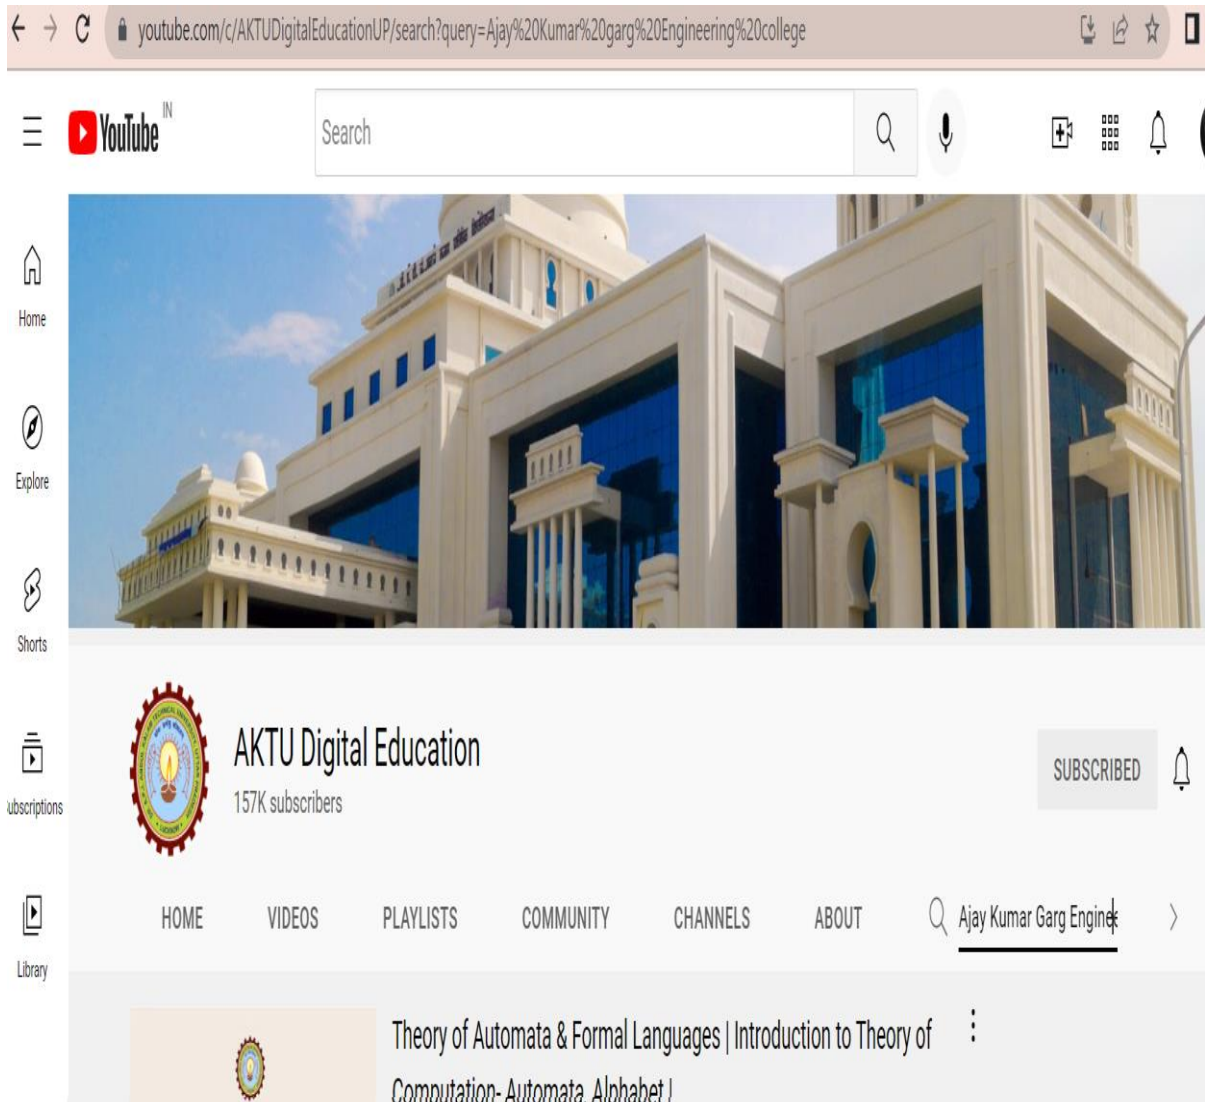 youtube.com/c/AKTUDigitalEducationUP/search?query=Ajay%20Kumar%20garg%20Engineering%20college
YouTube IN
Search
Home
Explore
Shorts
ubscriptions
Library
AKTU Digital Education
157K subscribers
SUBSCRIBED
HOME VIDEOS PLAYLISTS COMMUNITY CHANNELS ABOUT Ajay Kumar Garg Engine
Theory of Automata & Formal Languages | Introduction to Theory of
Computation- Automata, Alphabet |